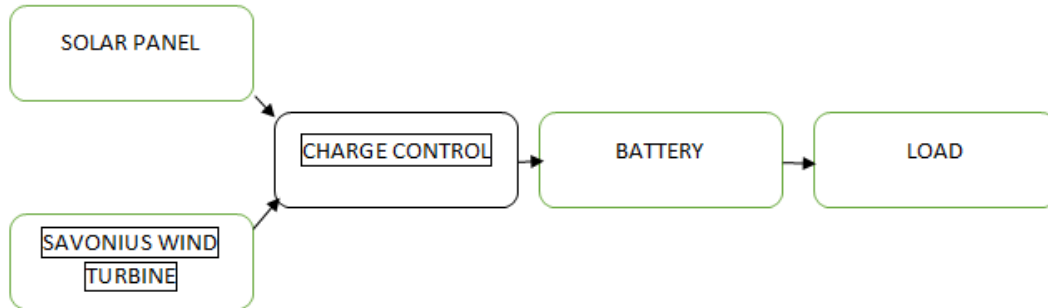 SOLAR PANEL
CHARGE CONTROL
BATTERY
LOAD
SAVONIUS WIND
TURBINE